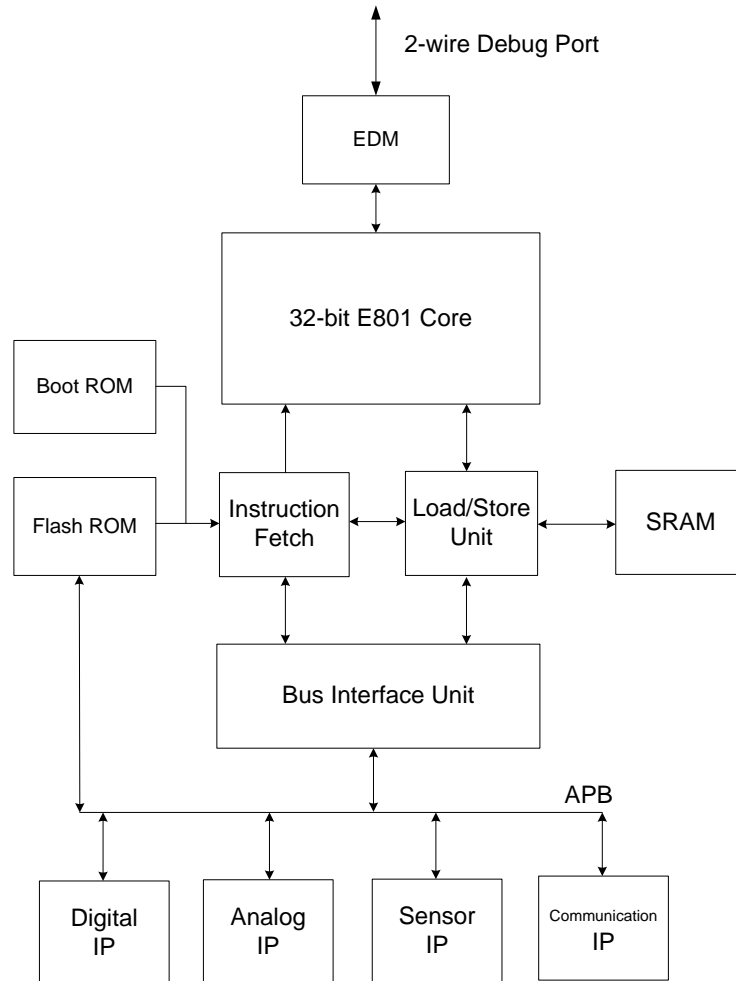 2-wire Debug Port
EDM
32-bit E801 Core
Boot ROM
Flash ROM
Instruction
Fetch
Load/Store
Unit
SRAM
Bus Interface Unit
APB
Digital
IP
Analog
IP
Sensor
IP
Communication
IP